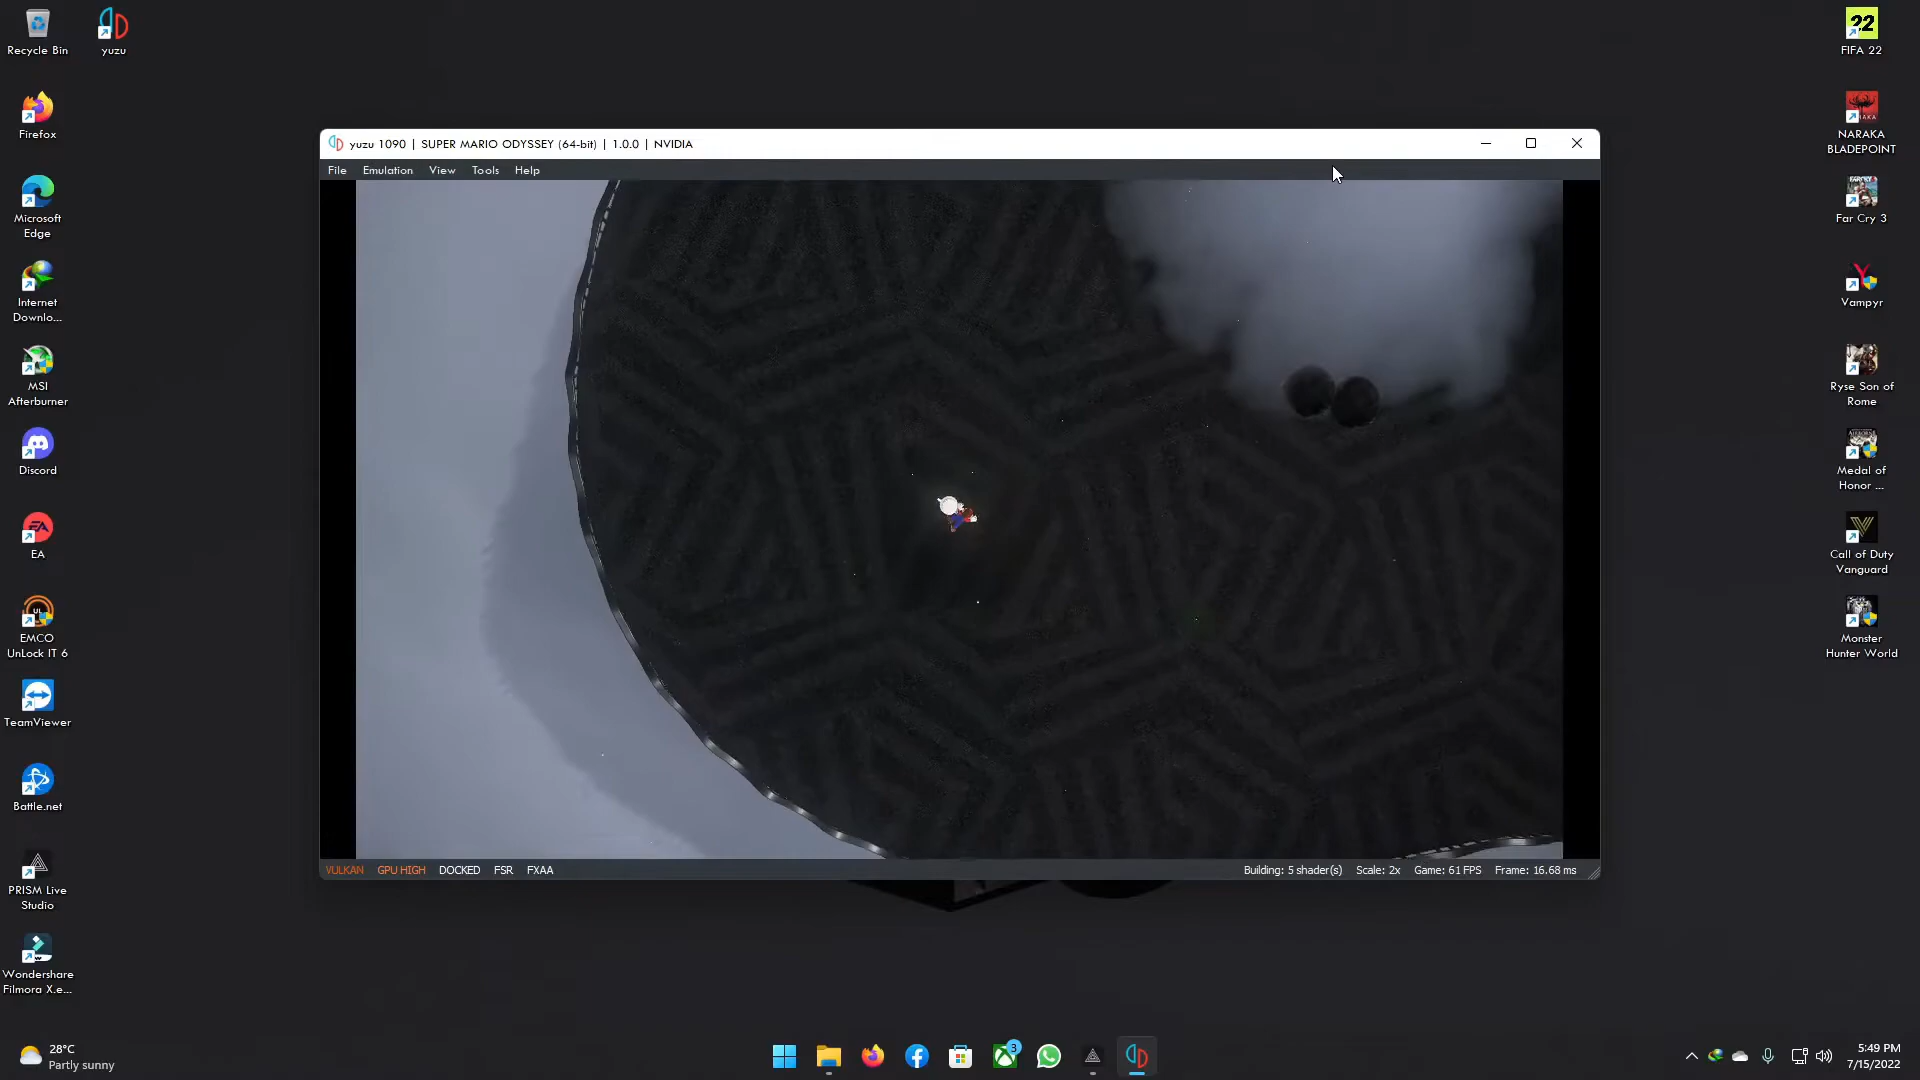 Recycle Bin
yuzu
Firefox
Microsoft
Edge
Internet
Downlo...
MSI
Afterburner
Discord
EA
EMCO
UnLock IT 6
TeamViewer
Battle.net
PRISM Live
Studio
Wondershare
Filmora X.e...
yuzu 1090 | SUPER MARIO ODYSSEY (64-bit) | 1.0.0 | NVIDIA
File Emulation View Tools Help
VULKAN GPU HIGH DOCKED FSR FXAA Building: 5 shader(s) Scale: 2x Game: 61 FPS Frame: 16.68 ms
22
FIFA 22
NARAKA
NARAKA
BLADEPOINT
FARCRY3
Far Cry 3
Vampyr
Ryse Son of
Rome
AIRBORNE
Medal of
Honor ...
Call of Duty
Vanguard
Monster
Hunter World
28°C
Partly sunny
3
5:49 PM
7/15/2022